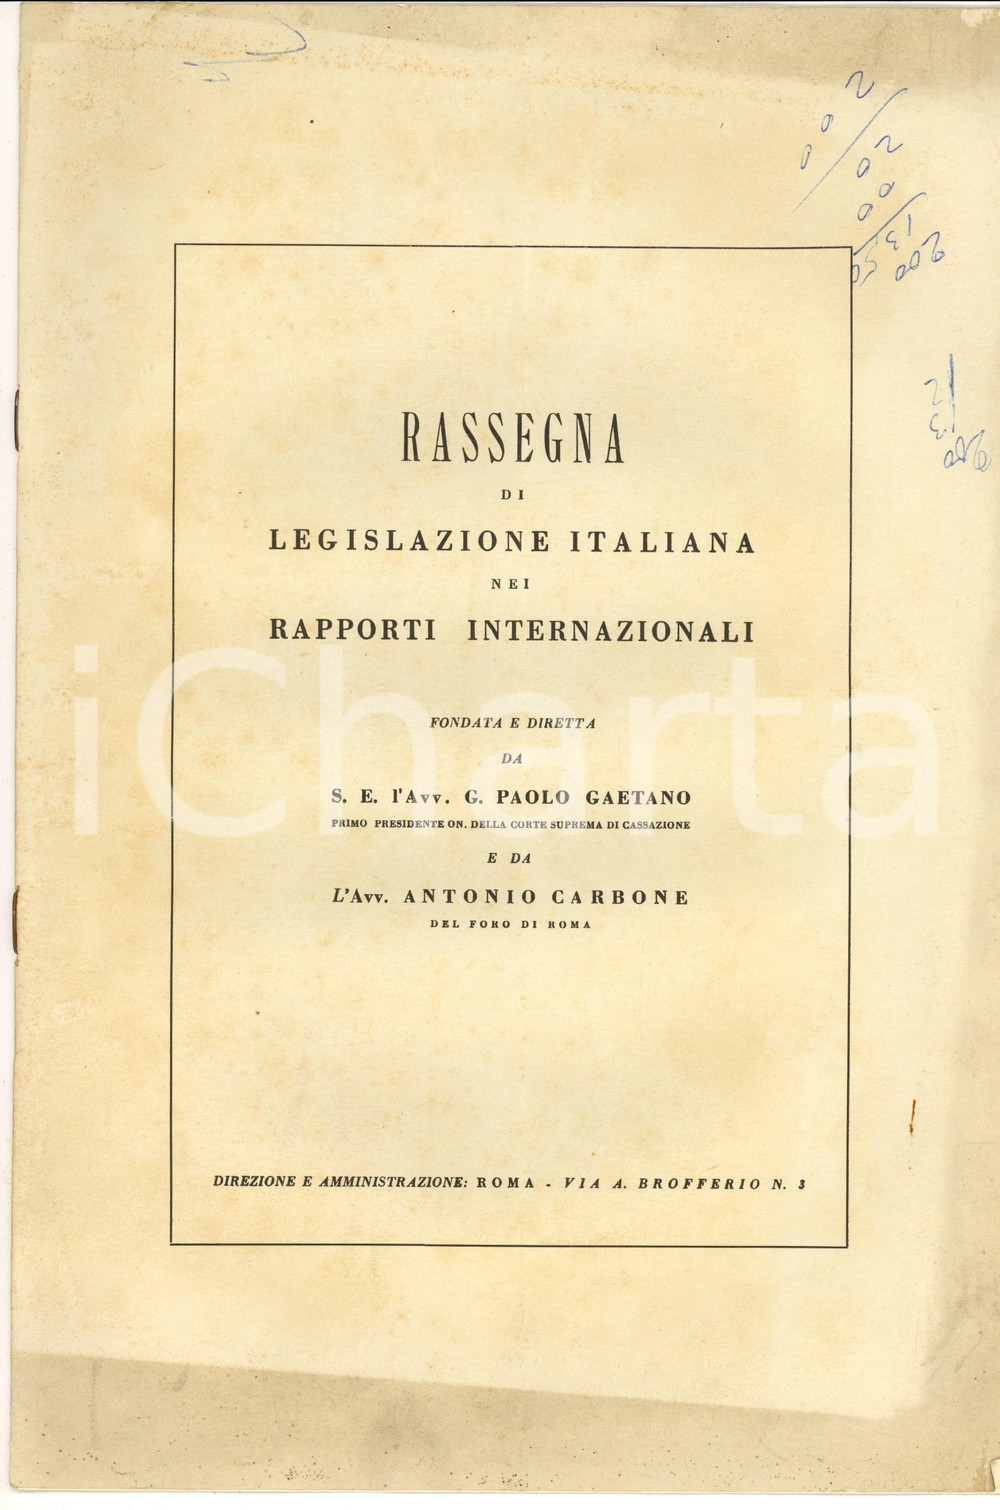 RASSEGNA
DI
LEGISLAZIONE ITALIANA
NEI
RAPPORTI INTERNAZIONALI
FONDATA E DIRETTA
DA
S. E. l'Avv. G. PAOLO GAETANO
PRIMO PRESIDENTE ON. DELLA CORTE SUPREMA DI CASSAZIONE
E DA
L'Avv. ANTONIO CARBONE
DEL FORO DI ROMA
DIREZIONE E AMMINISTRAZIONE: ROMA - VIA A. BROFFERIO N. 3
iCharta